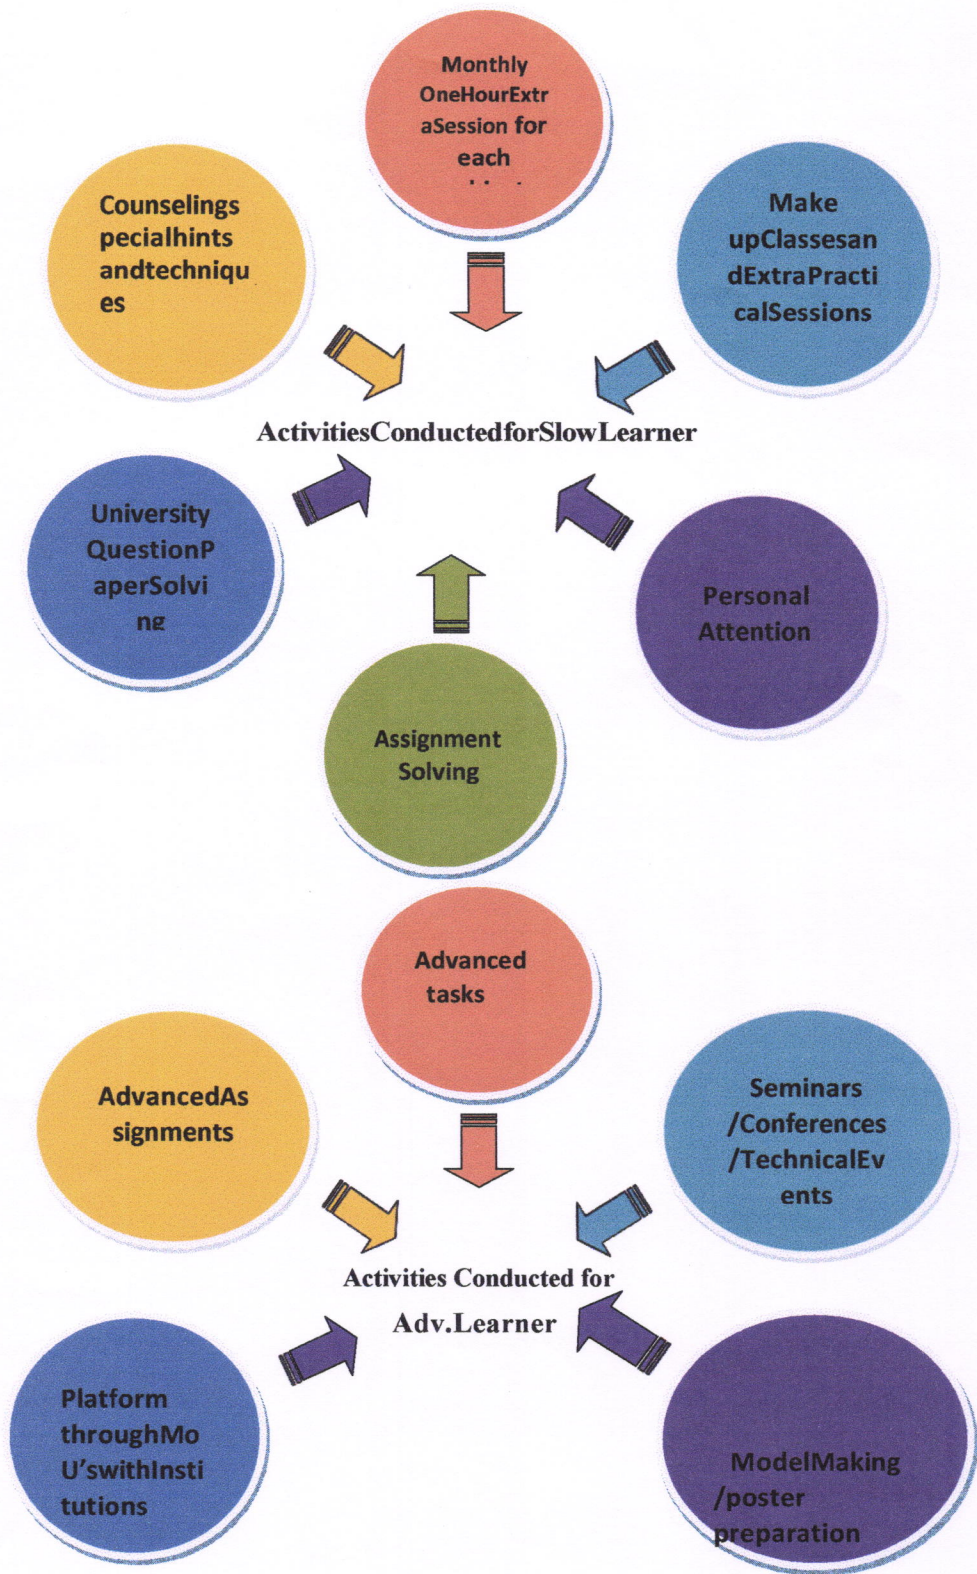 Monthly
OneHourExtr
aSession for
each
Counselings
pecialhints
andtechniqu
es
Make
upClassesan
dExtraPracti
calSessions
ActivitiesConductedforSlowLearner
University
QuestionP
aperSolvi
ng
Personal
Attention
Assignment
Solving
Advanced
tasks
AdvancedAs
signments
Seminars
/Conferences
/TechnicalEv
ents
Activities Conducted for
Adv.Learner
Platform
throughMo
U'swithInsti
tutions
ModelMaking
/poster
preparation